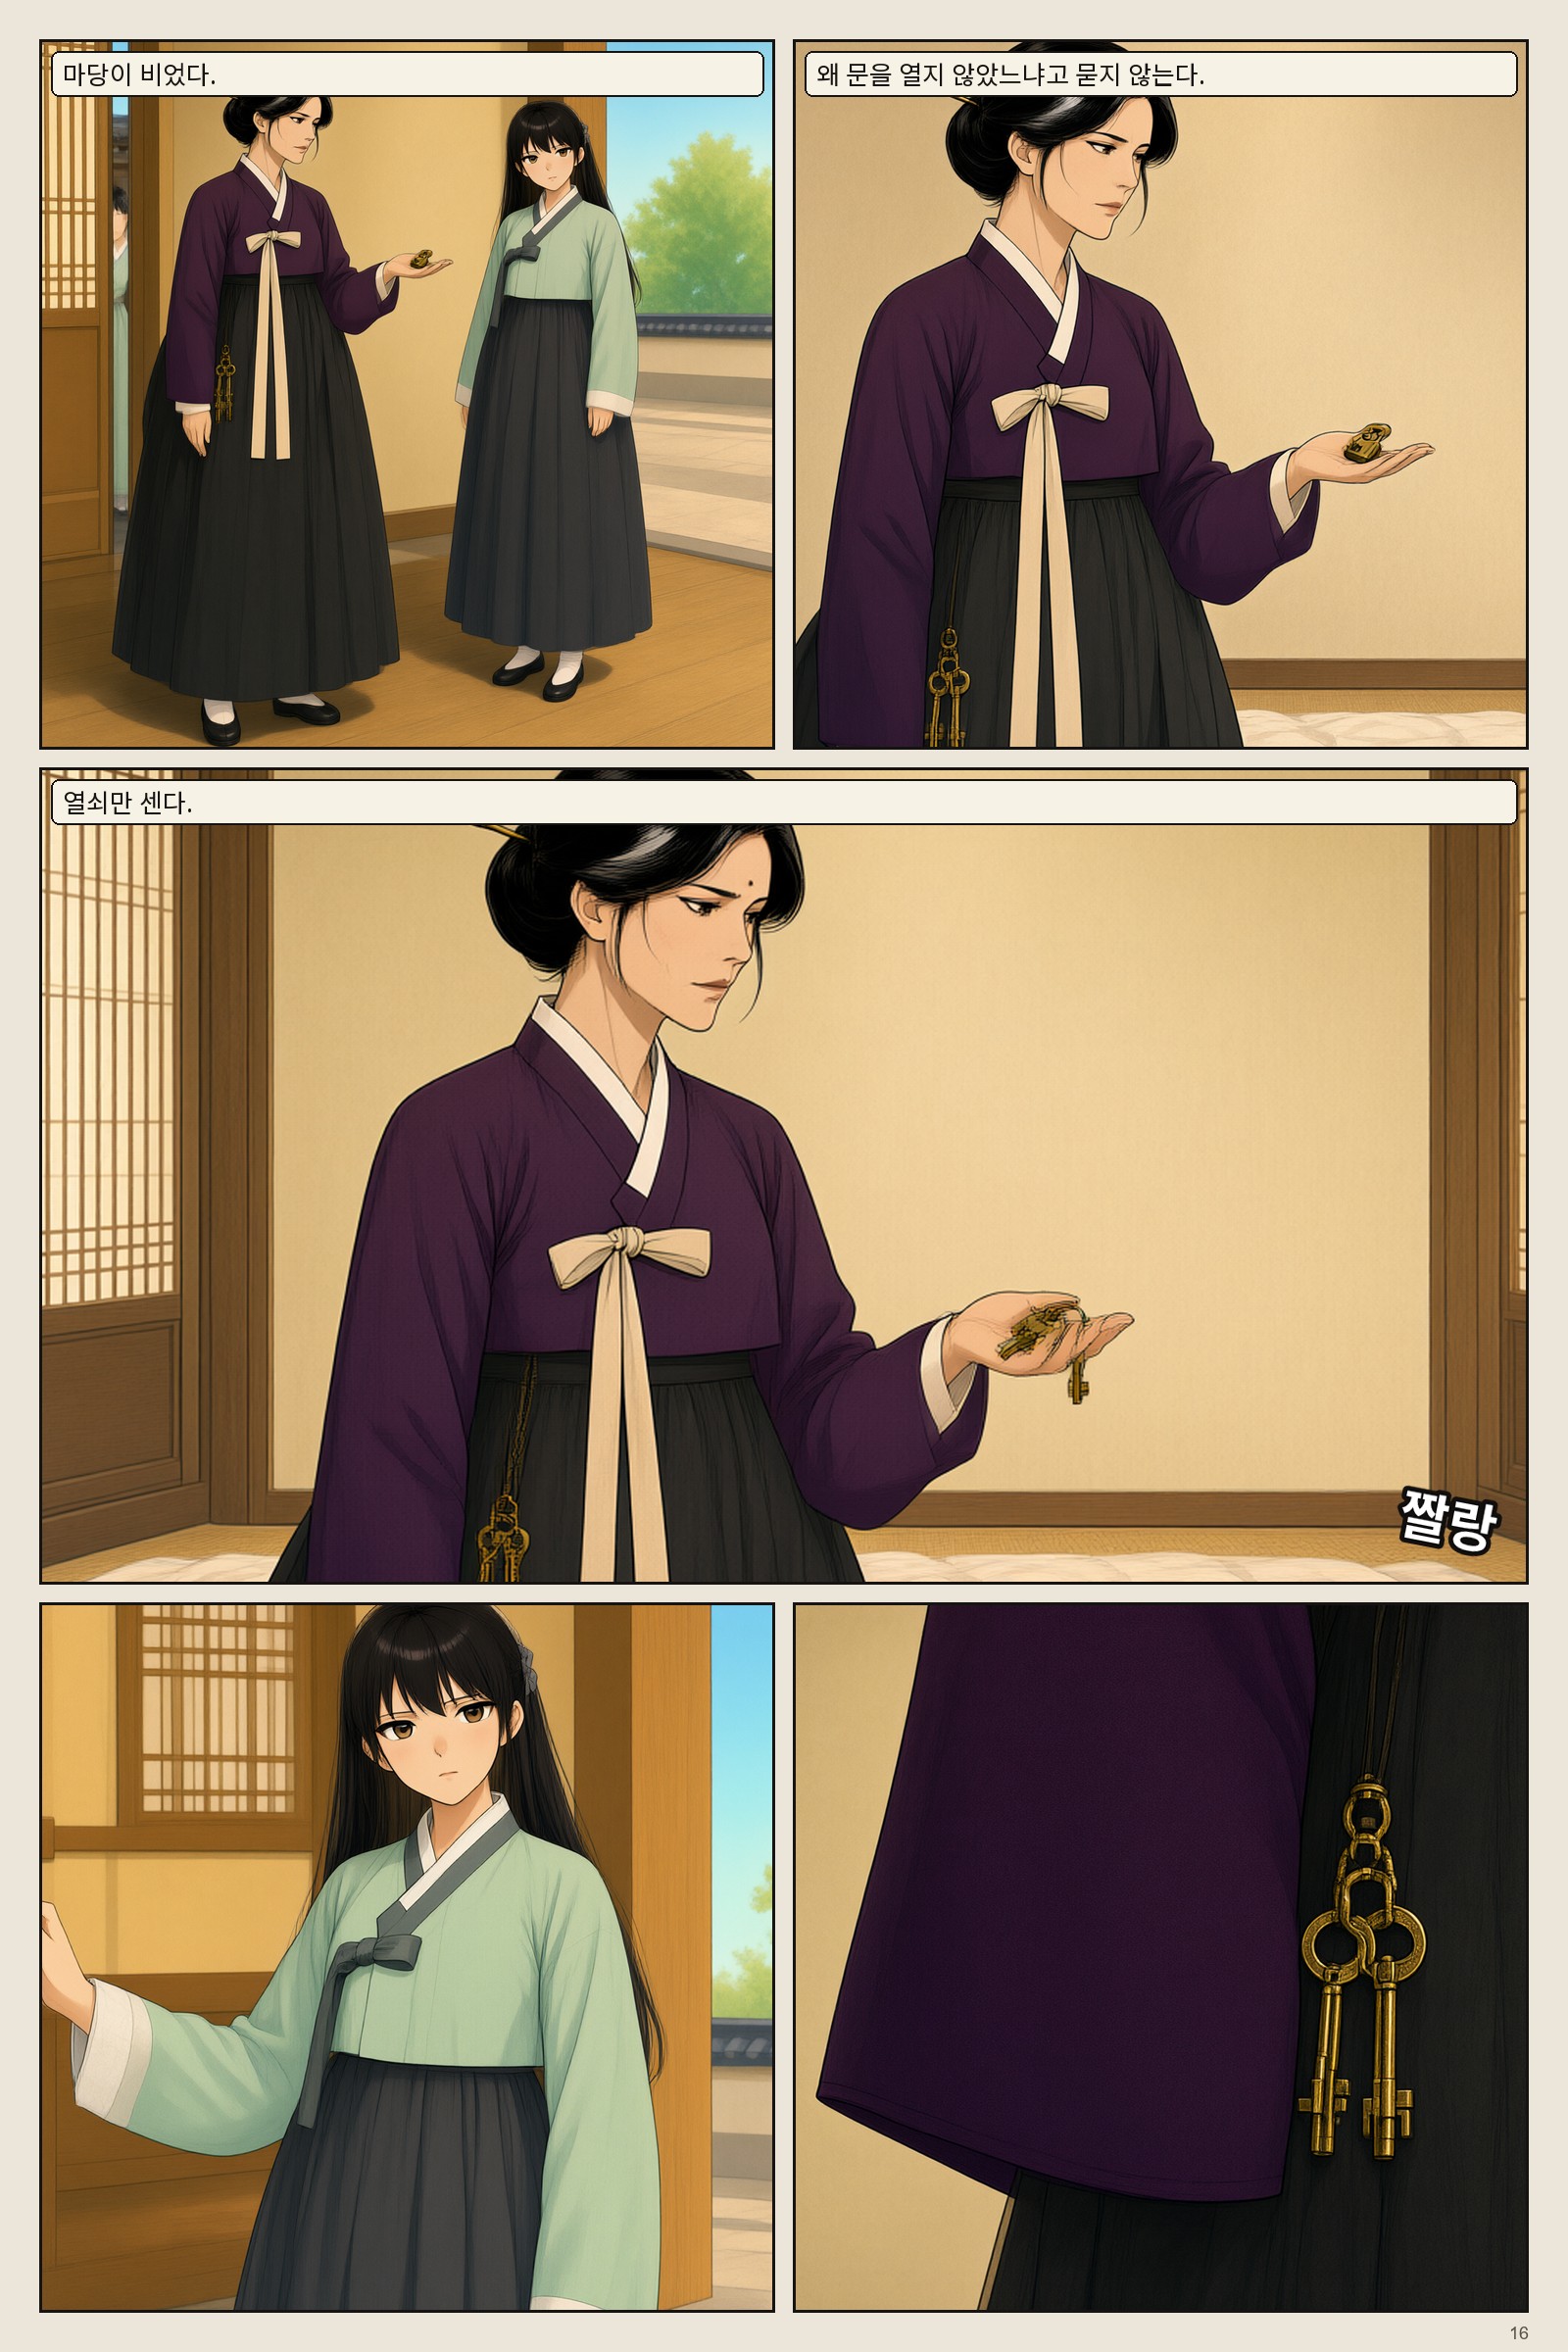 마당이 비었다.
왜 문을 열지 않았느냐고 묻지 않는다.
열쇠만 센다.
짤랑
16